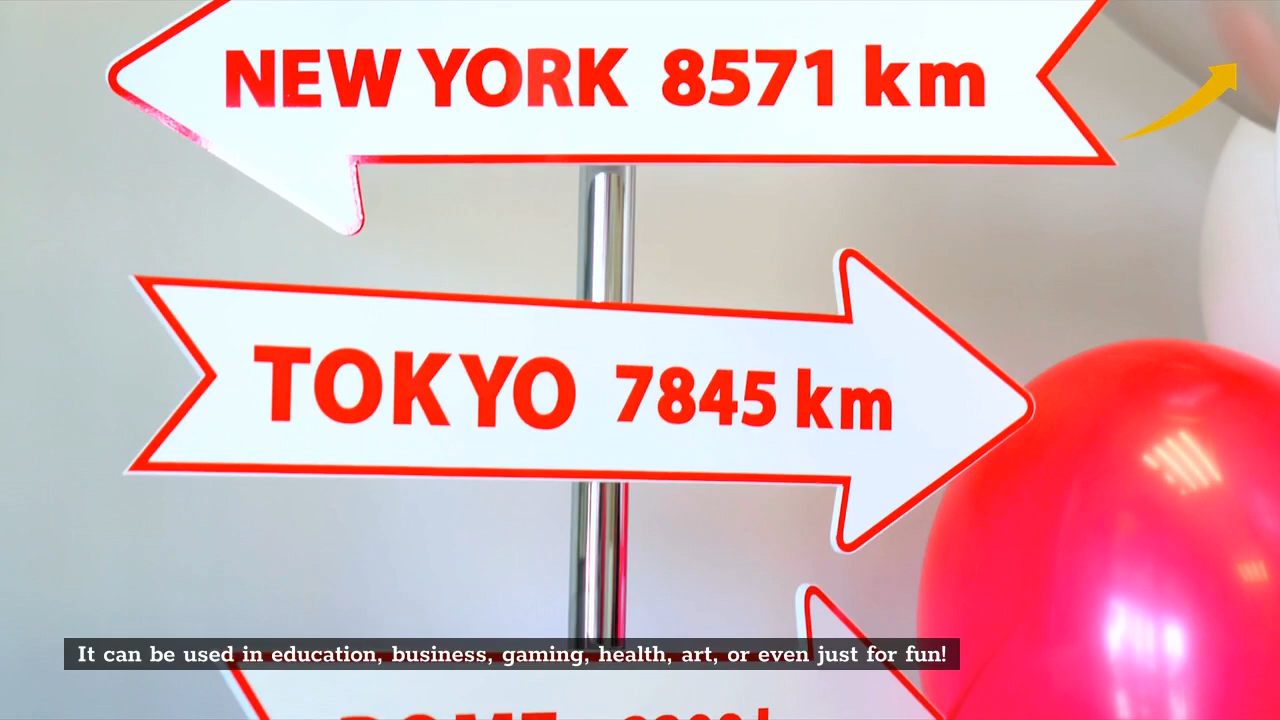 NEW YORK 8571 km
TOKYO 7845 km
It can be used in education, business, gaming, health, art, or even just for fun!